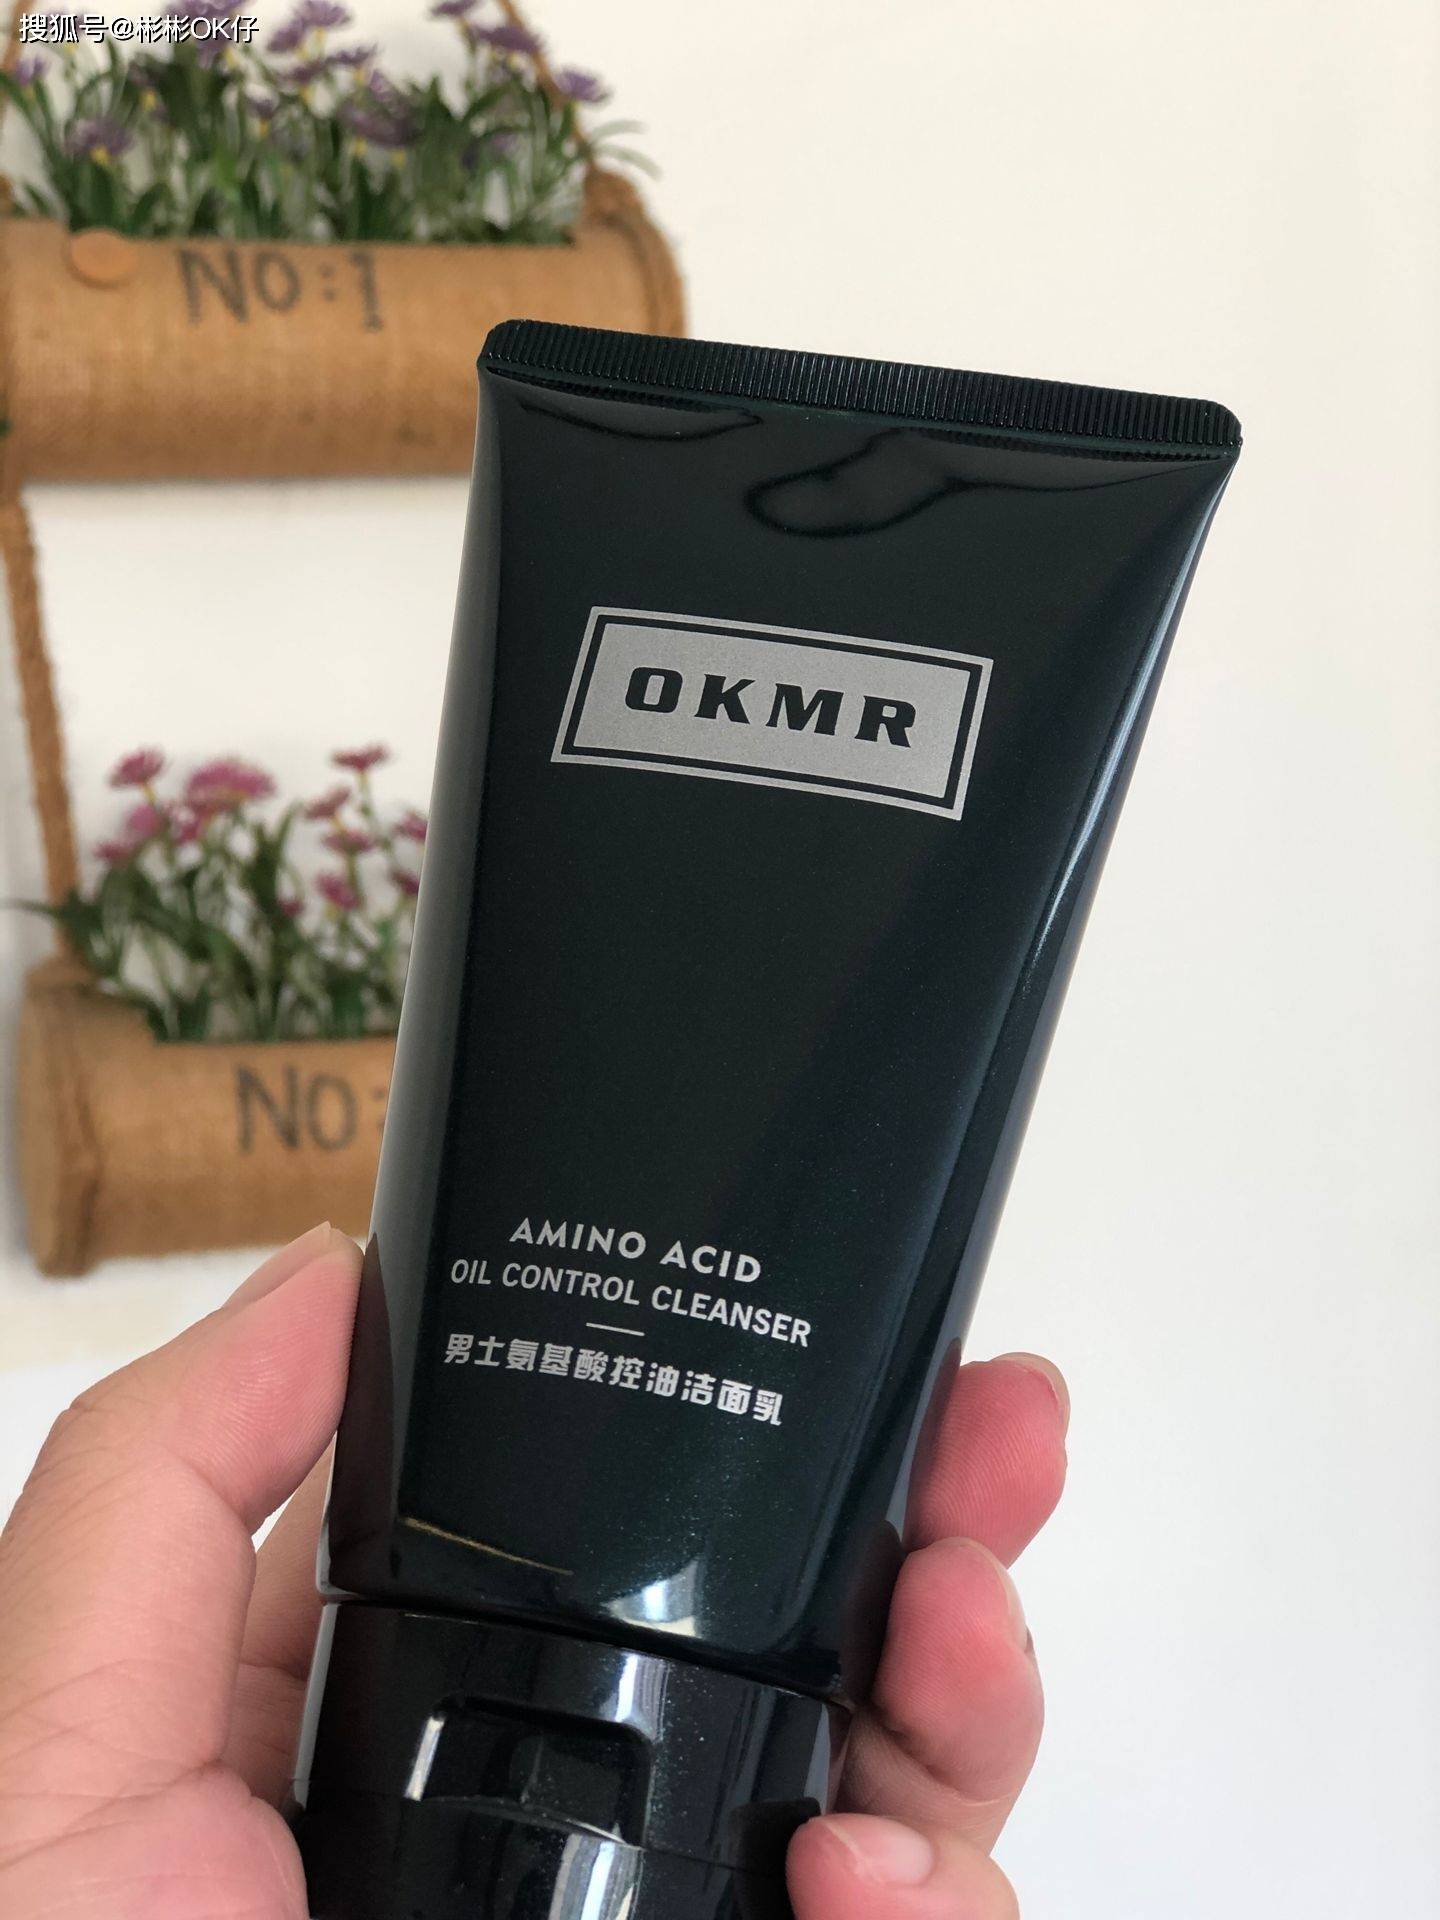 搜狐号@彬彬OK仔
NO:1
NO:
OKMR
AMINO ACID
OIL CONTROL CLEANSER
男士氨基酸控油洁面乳